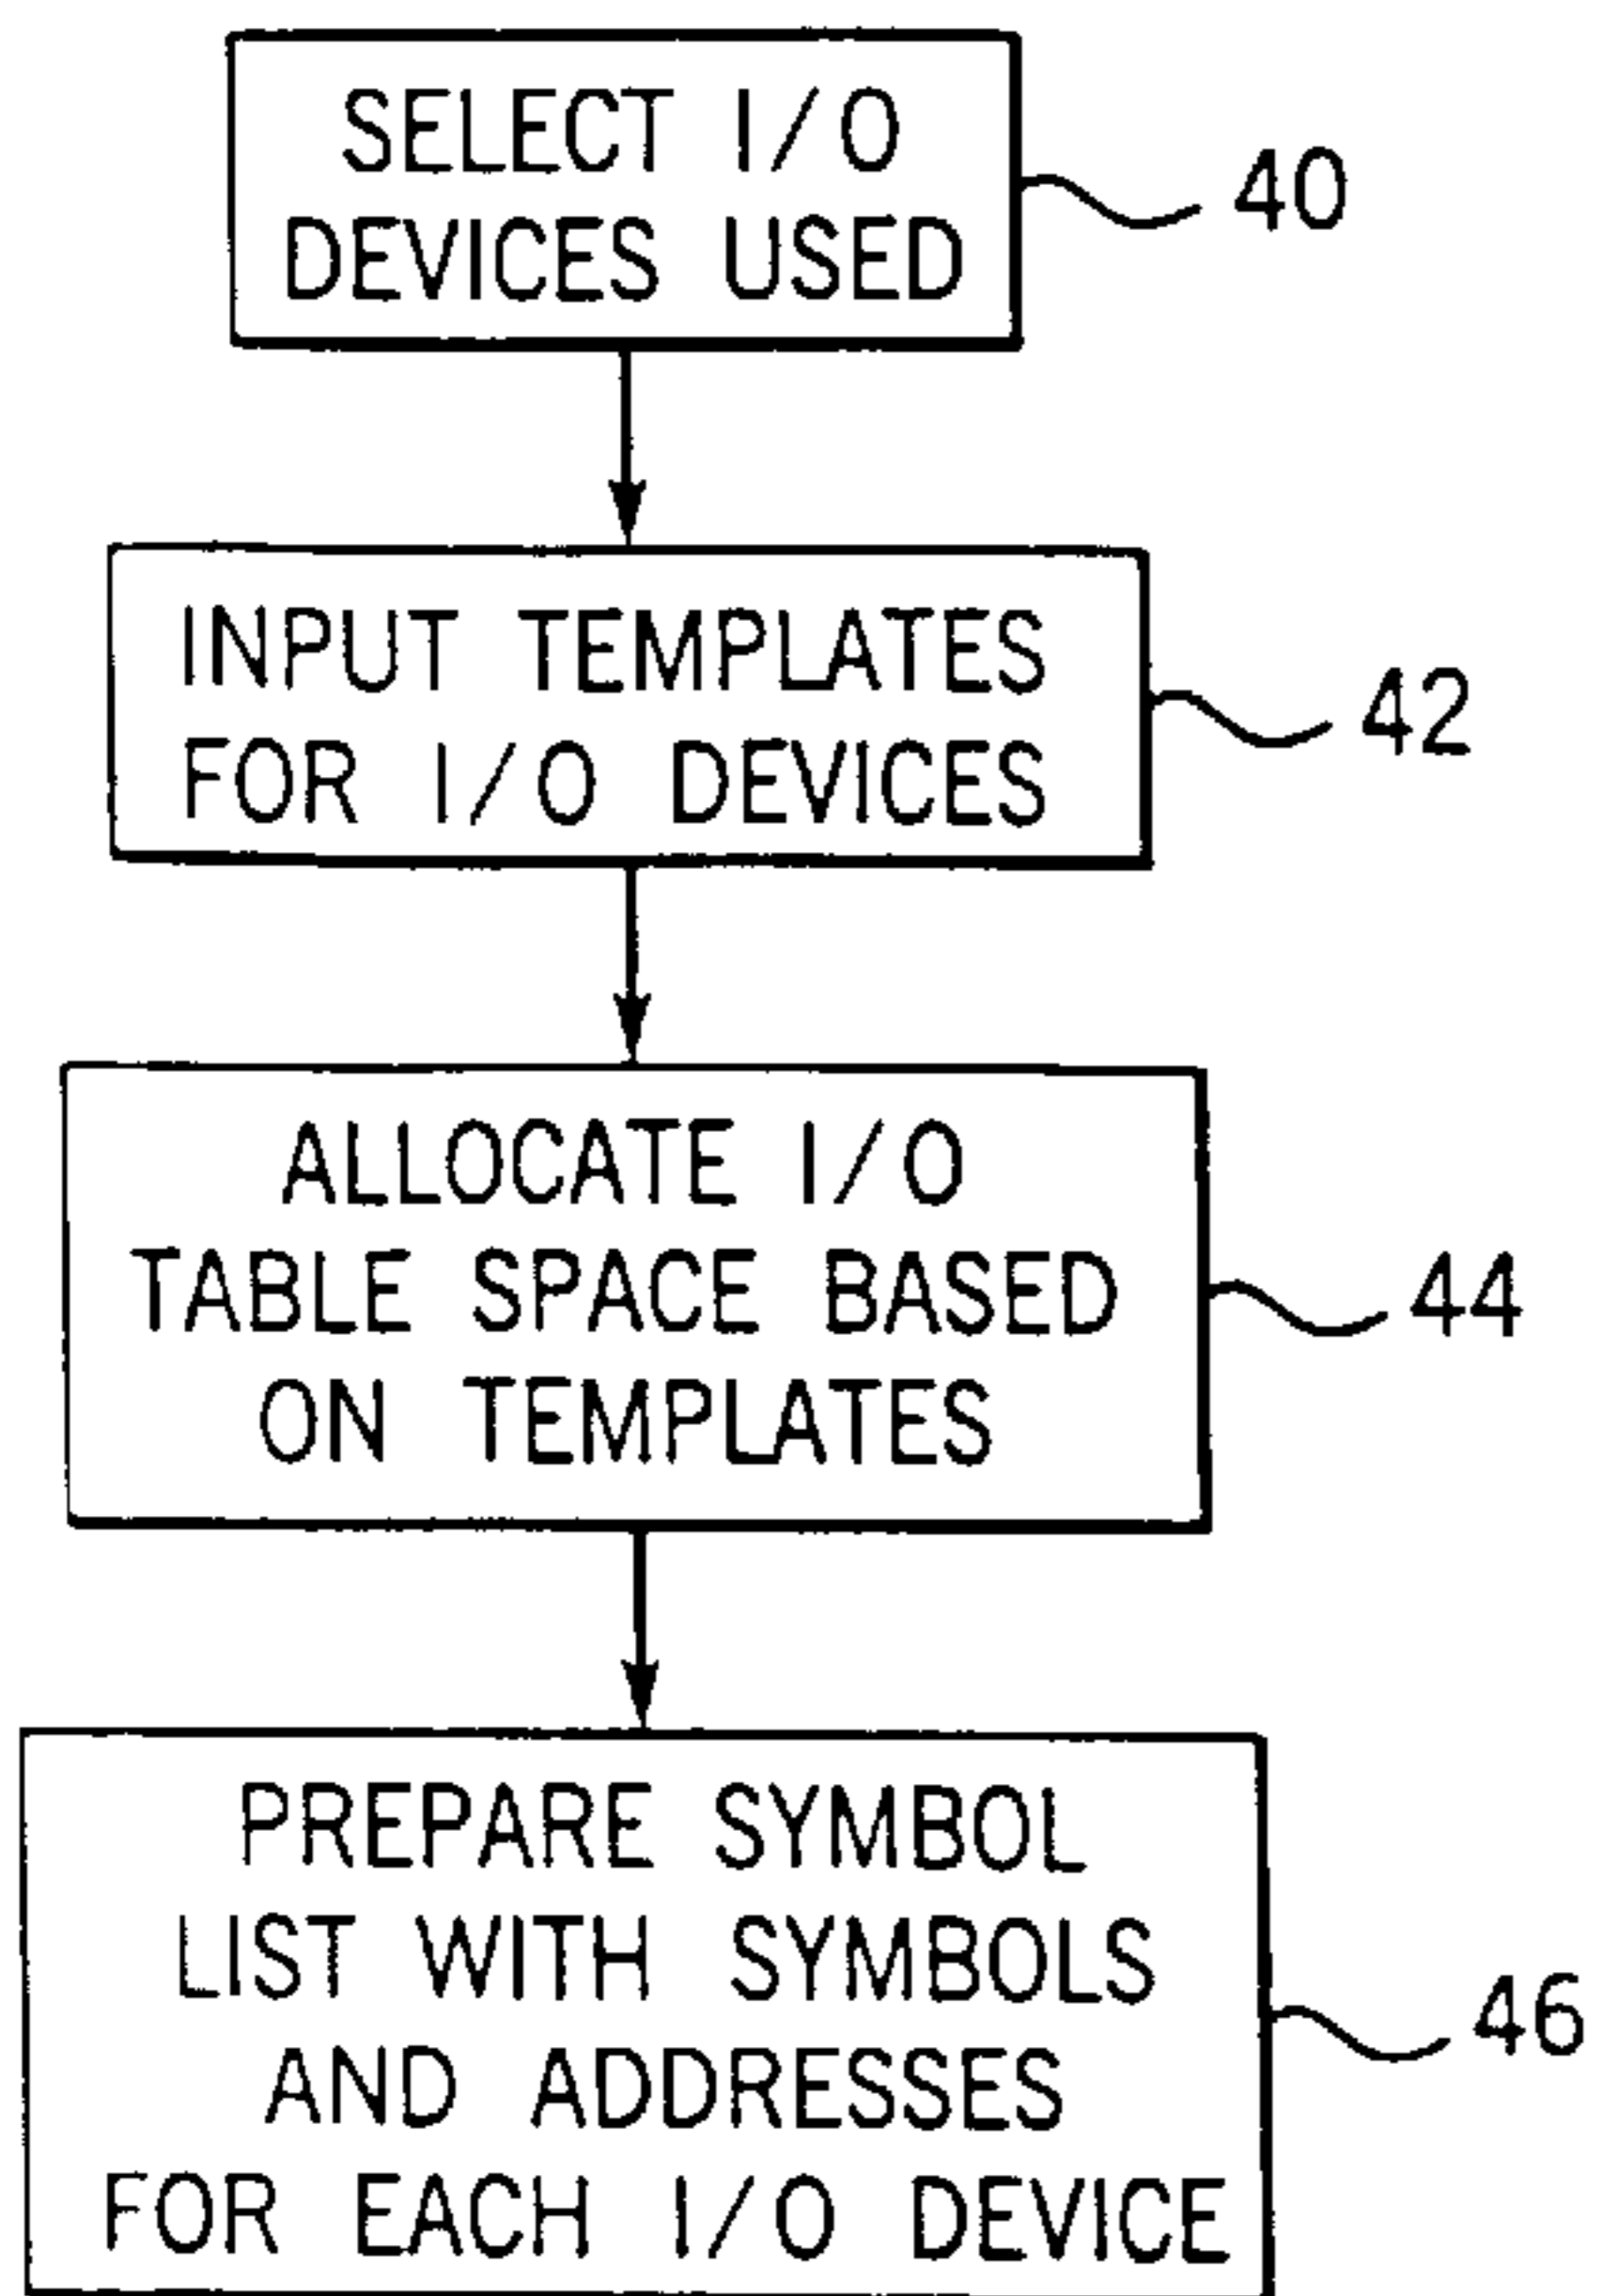 SELECT I/O
DEVICES USED
40
INPUT TEMPLATES
FOR I/O DEVICES
42
ALLOCATE I/O
TABLE SPACE BASED
ON TEMPLATES
44
PREPARE SYMBOL
LIST WITH SYMBOLS
AND ADDRESSES
FOR EACH I/O DEVICE
46